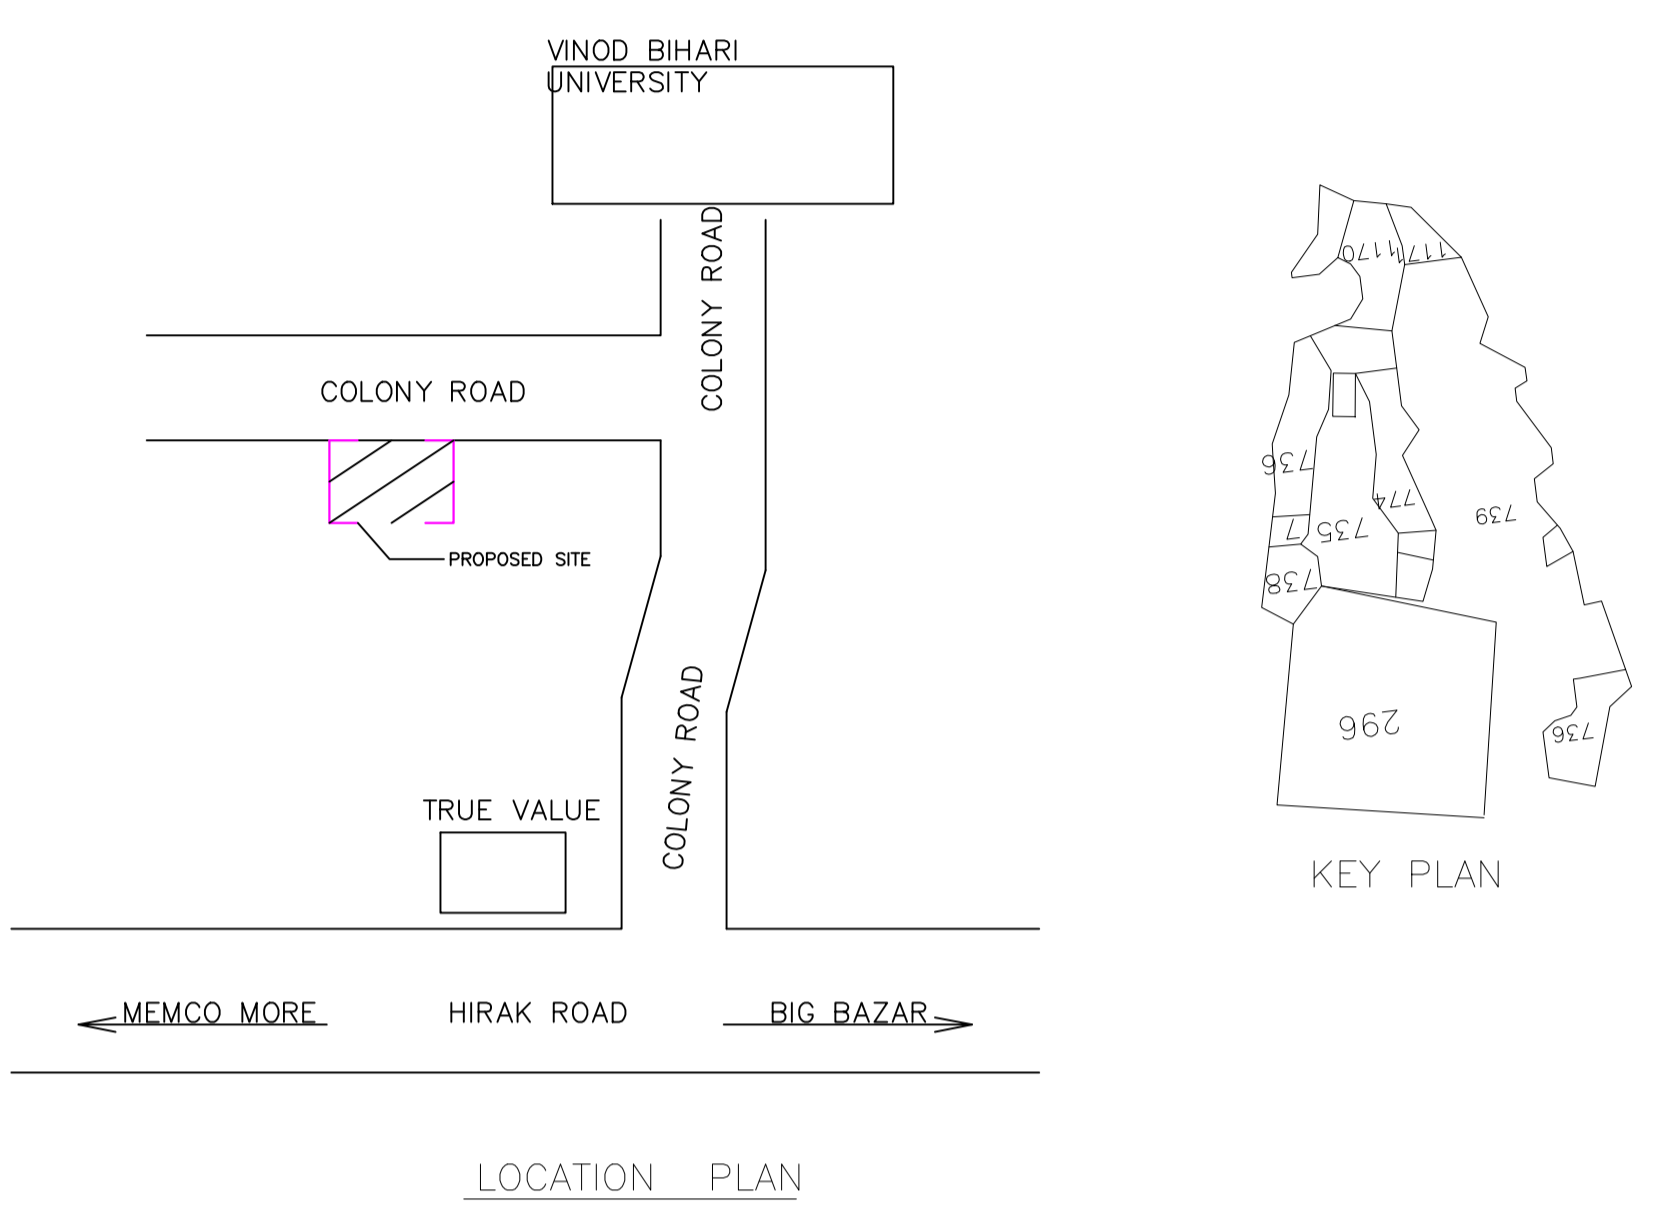 VINOD BIHARI
UNIVERSITY
COLONY ROAD
COLONY ROAD
PROPOSED SITE
COLONY ROAD
TRUE VALUE
MEMCO MORE
HIRAK ROAD
BIG BAZAR
LOCATION PLAN
1170
1171
736
774
7
735
739
738
296
736
KEY PLAN